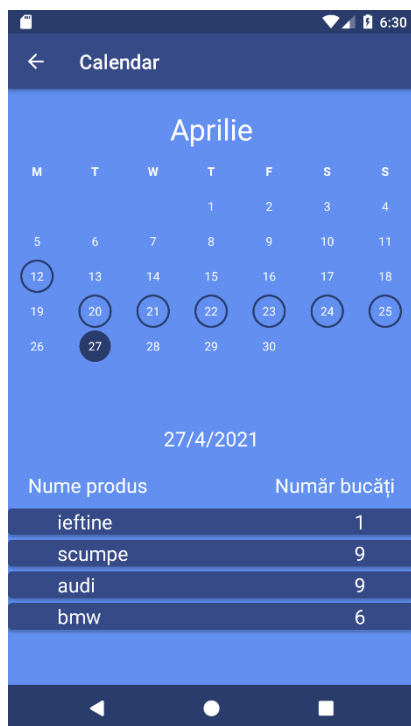 6:30
Calendar
Aprilie
M T W T F S S
1 2 3 4
5 6 7 8 9 10 11
12 13 14 15 16 17 18
19 20 21 22 23 24 25
26 27 28 29 30
27/4/2021
Nume produs Număr bucăți
ieftine 1
scumpe 9
audi 9
bmw 6